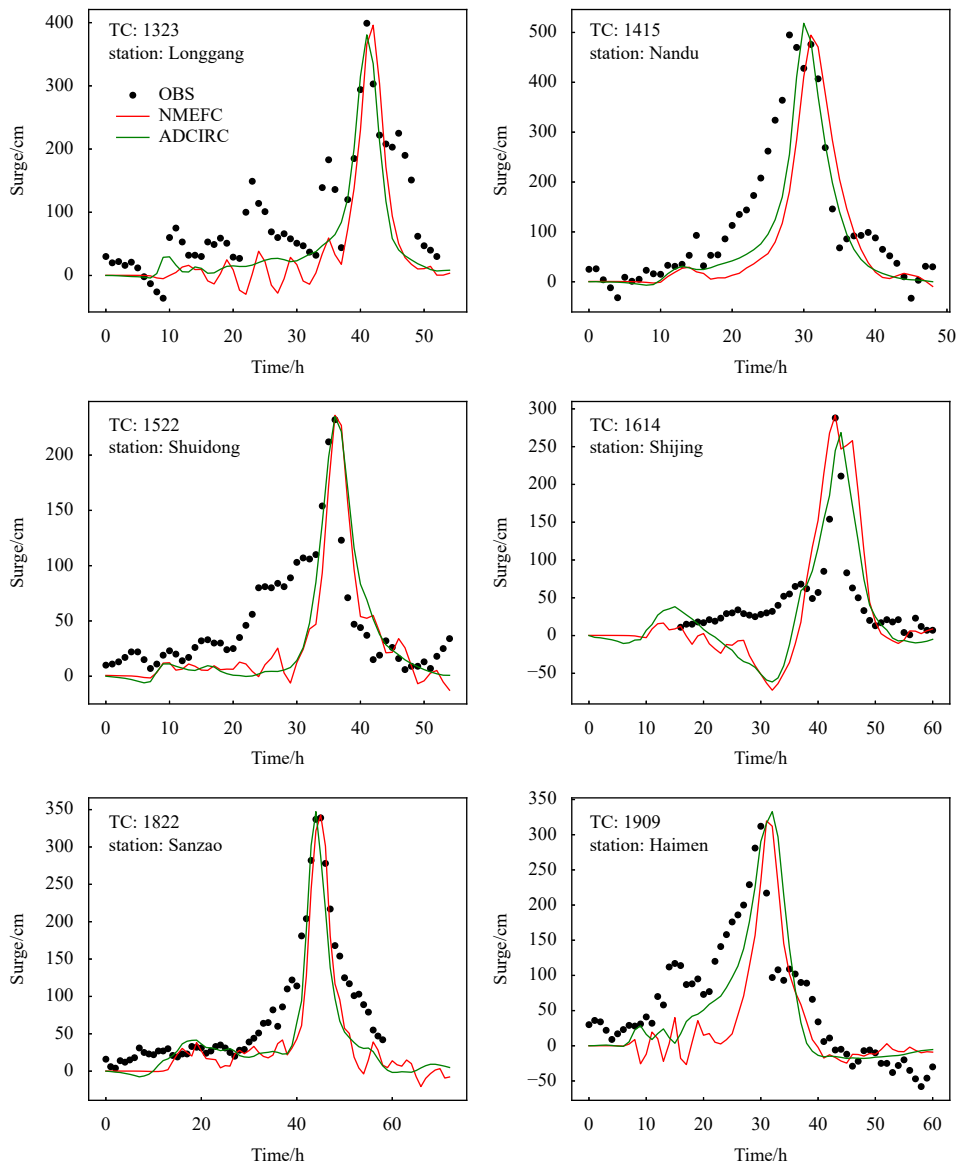 TC: 1323
station: Longgang
OBS
NMEFC
ADCIRC
Surge/cm
400
300
200
100
0
0 10 20 30 40 50
Time/h
TC: 1415
station: Nandu
Surge/cm
500
400
300
200
100
0
0 10 20 30 40 50
Time/h
TC: 1522
station: Shuidong
Surge/cm
200
150
100
50
0
0 10 20 30 40 50
Time/h
TC: 1614
station: Shijing
Surge/cm
300
250
200
150
100
50
0
−50
0 10 20 30 40 50 60
Time/h
TC: 1822
station: Sanzao
Surge/cm
350
300
250
200
150
100
50
0
0 20 40 60
Time/h
TC: 1909
station: Haimen
Surge/cm
350
300
250
200
150
100
50
0
−50
0 10 20 30 40 50 60
Time/h